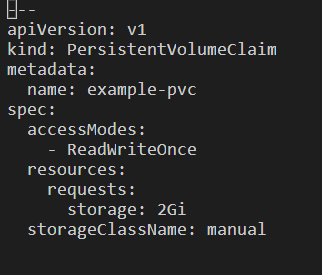 ---
apiVersion: v1
kind: PersistentVolumeClaim
metadata:
  name: example-pvc
spec:
  accessModes:
    - ReadWriteOnce
  resources:
    requests:
      storage: 2Gi
  storageClassName: manual